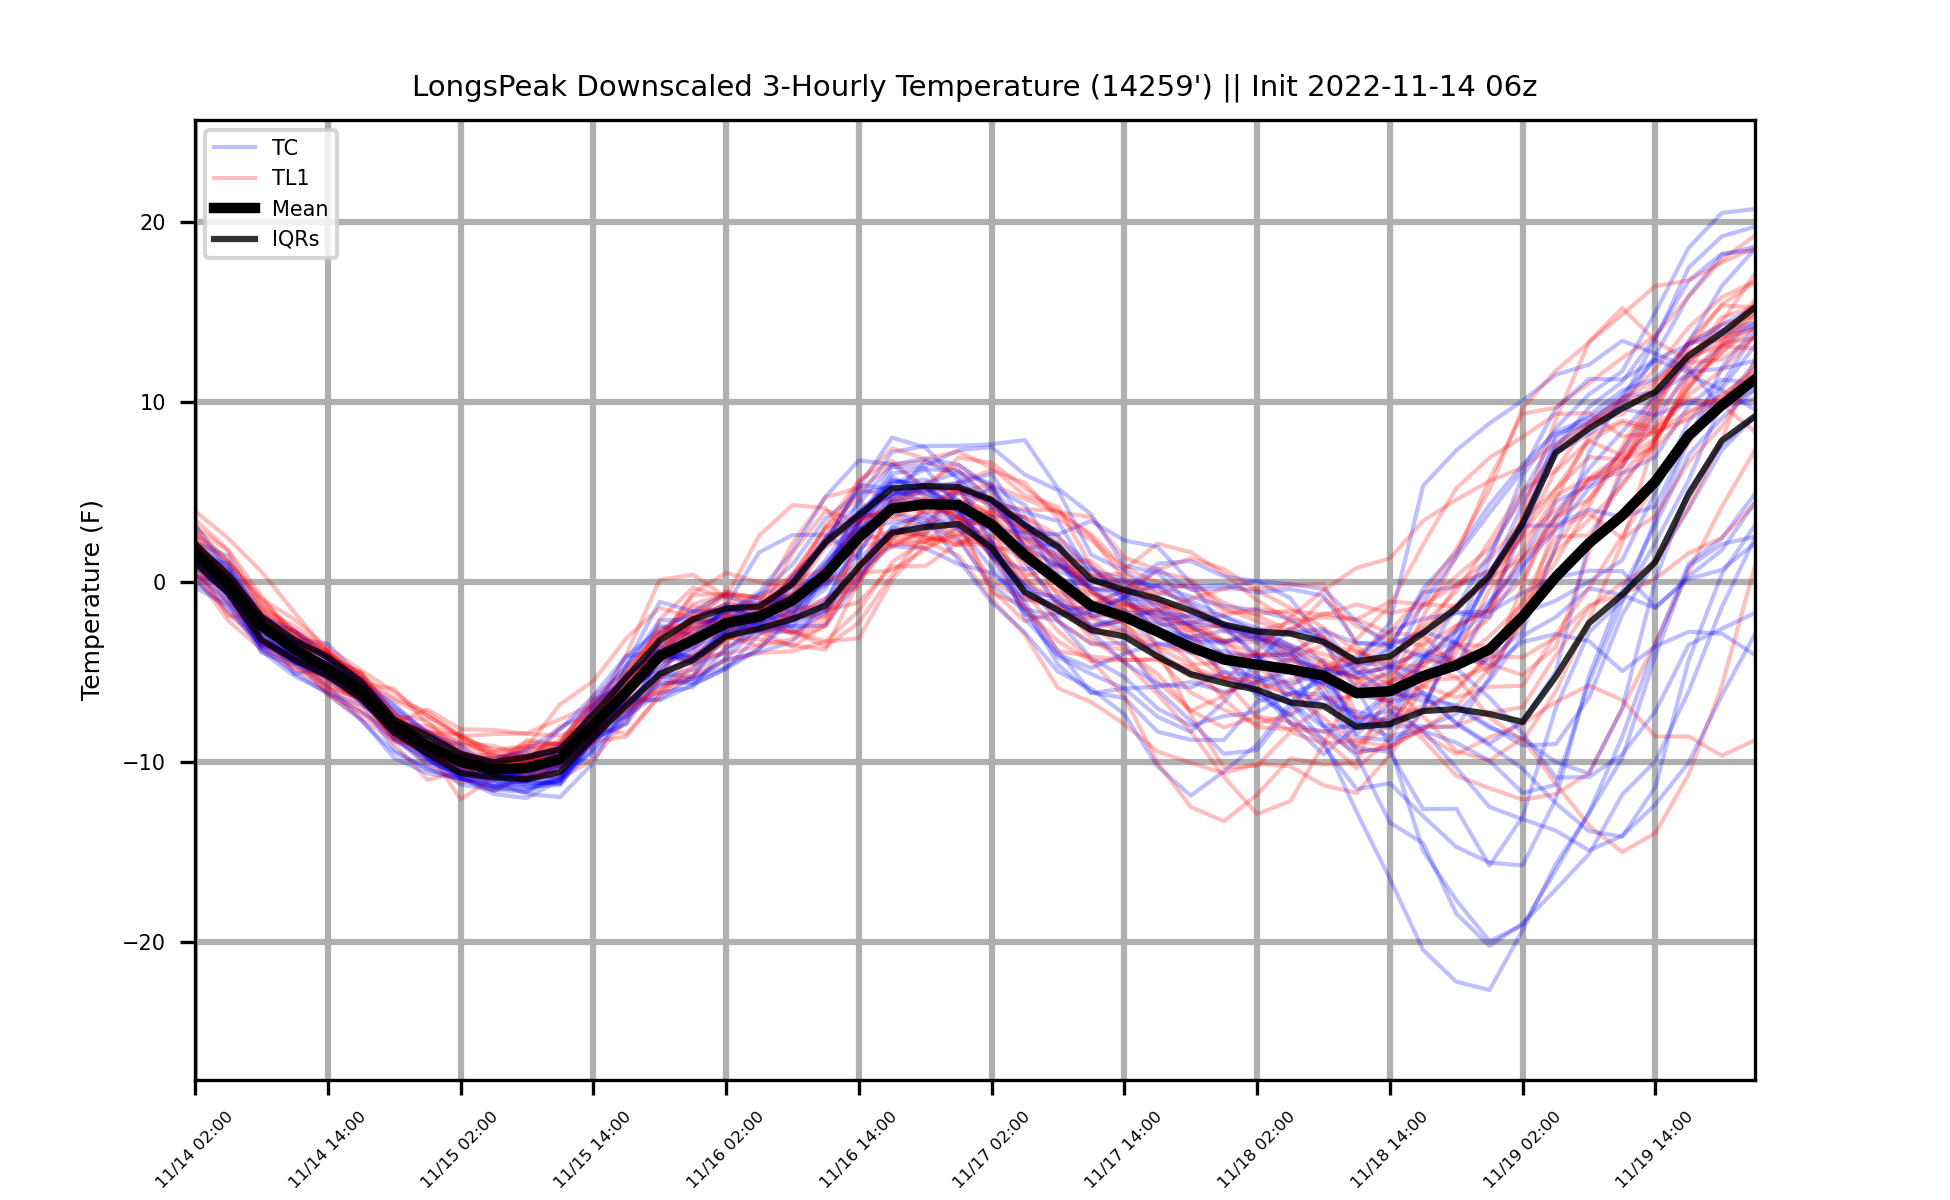 LongsPeak Downscaled 3-Hourly Temperature (14259') || Init 2022-11-14 06z
TC
TL1
Mean
IQRs
Temperature (F)
20
10
0
−10
−20
11/14 02:00
11/14 14:00
11/15 02:00
11/15 14:00
11/16 02:00
11/16 14:00
11/17 02:00
11/17 14:00
11/18 02:00
11/18 14:00
11/19 02:00
11/19 14:00